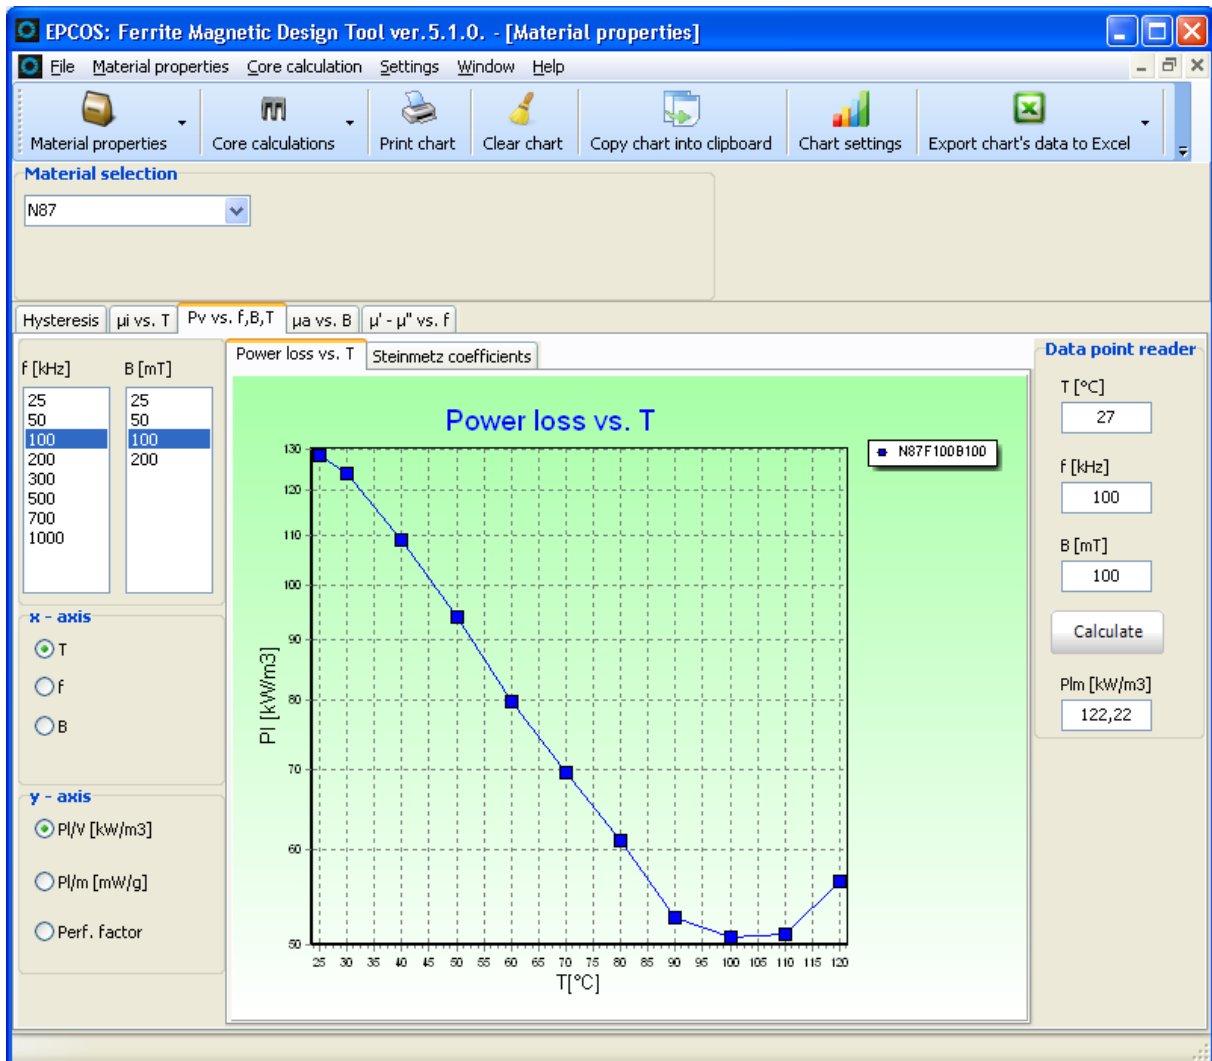 EPCOS: Ferrite Magnetic Design Tool ver.5.1.0. - [Material properties]
File Material properties Core calculation Settings Window Help
Material properties Core calculations Print chart Clear chart Copy chart into clipboard Chart settings Export chart's data to Excel
Material selection
N87
Hysteresis µi vs. T Pv vs. f,B,T µa vs. B µ' - µ" vs. f
f [kHz] B [mT]
25 25
50 50
100 100
200 200
300
500
700
1000
x - axis
T
f
B
y - axis
Pl/V [kW/m3]
Pl/m [mW/g]
Perf. factor
Power loss vs. T Steinmetz coefficients
Power loss vs. T
N87F100B100
130
120
110
100
90
80
70
60
50
Pl [kW/m3]
25 30 35 40 45 50 55 60 65 70 75 80 85 90 95 100 105 110 115 120
T[°C]
Data point reader
T [°C]
27
f [kHz]
100
B [mT]
100
Calculate
Plm [kW/m3]
122,22